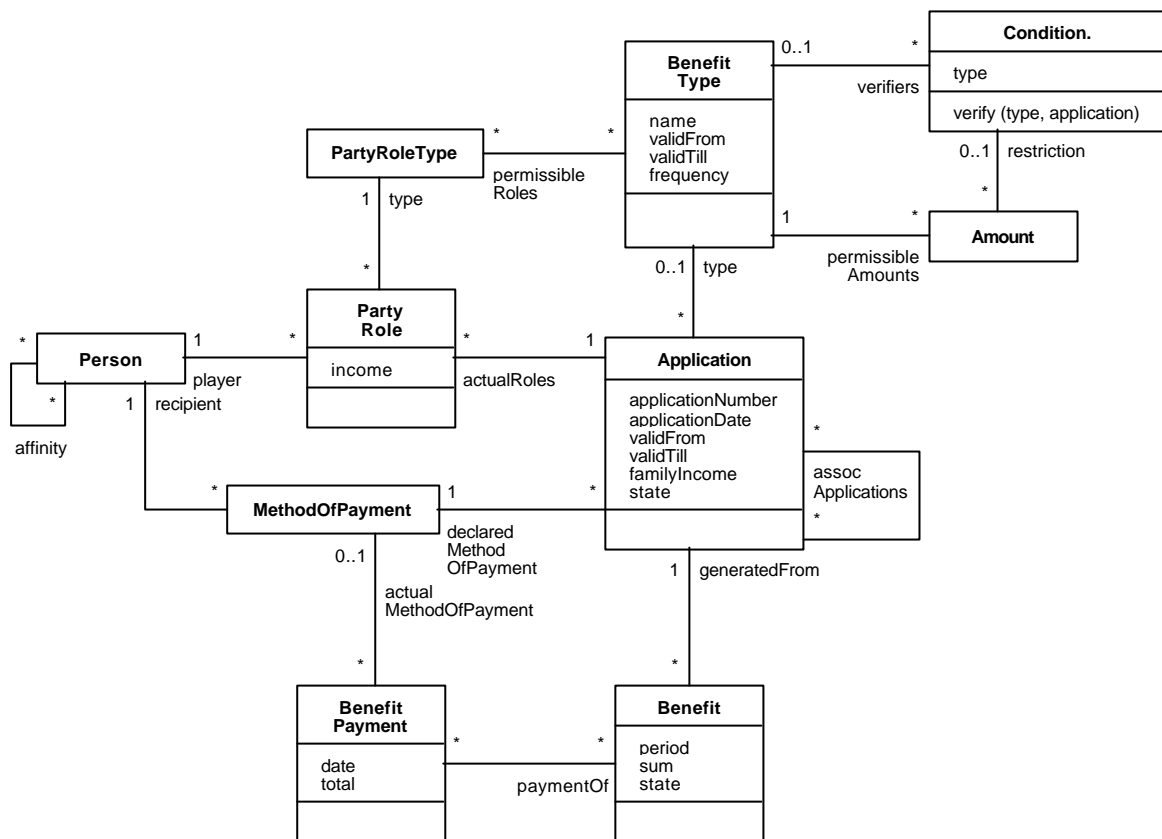 Condition.
type
verify (type, application)
Benefit
Type
name
validFrom
validTill
frequency
0..1
*
verifiers
0..1
restriction
*
PartyRoleType
*
*
permissible
Roles
1
type
*
1
*
permissible
Amounts
Amount
0..1
type
*
Party
Role
income
*
Person
1
*
player
*
1
actualRoles
*
affinity
1
recipient
Application
applicationNumber
applicationDate
validFrom
validTill
familyIncome
state
*
assoc
Applications
*
*
MethodOfPayment
1
*
declared
Method
OfPayment
0..1
actual
MethodOfPayment
*
1
generatedFrom
*
Benefit
Payment
date
total
*
*
paymentOf
Benefit
period
sum
state